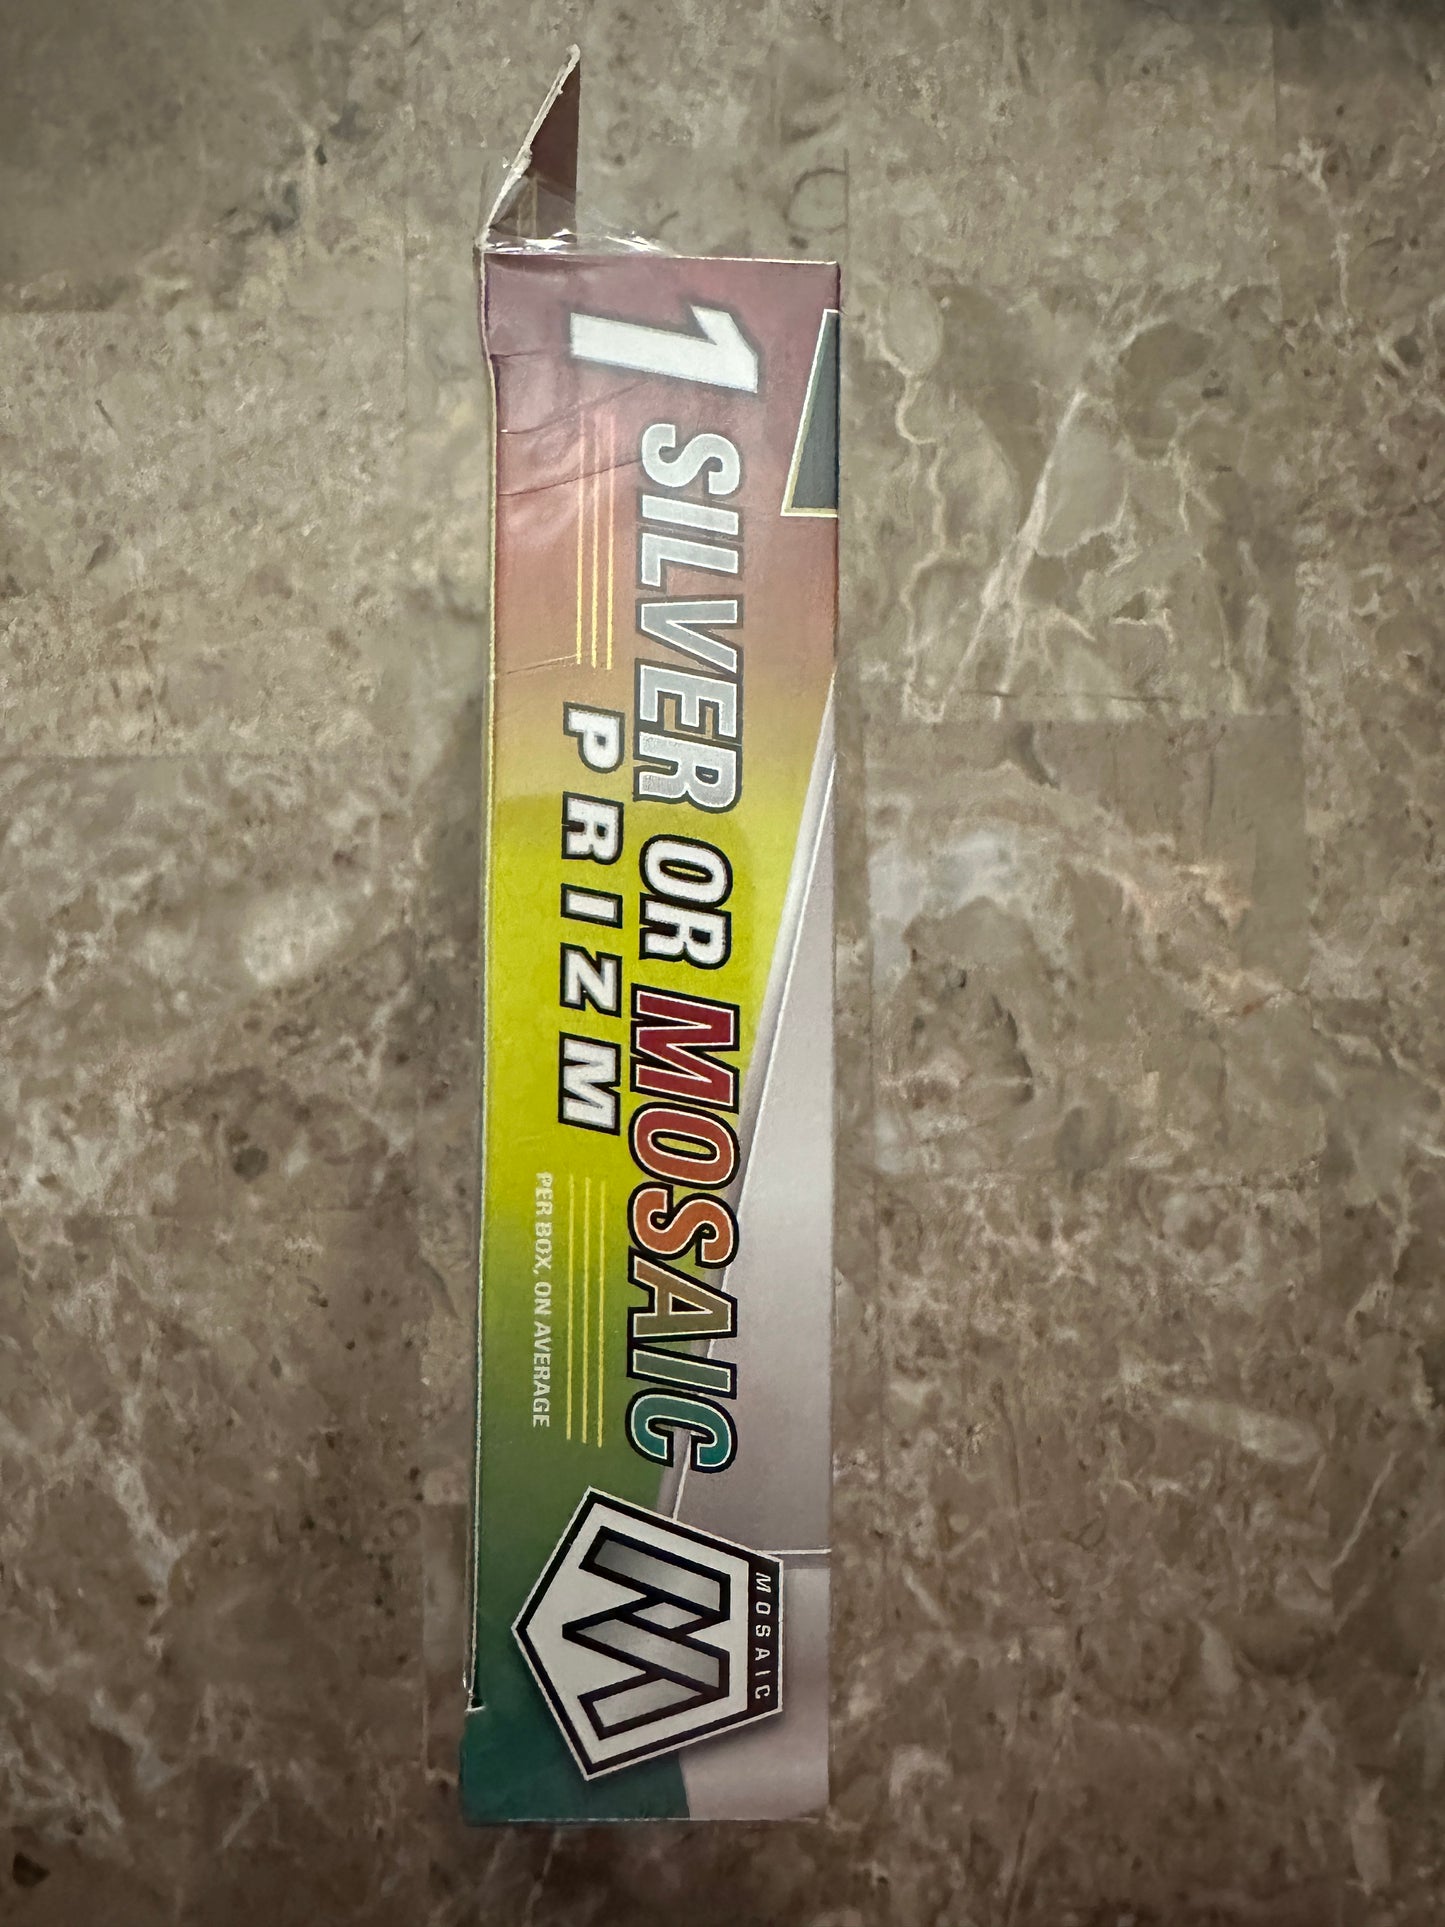 1 SILVER OR MOSAIC
PRIZM
PER BOX, ON AVERAGE
MOSAIC